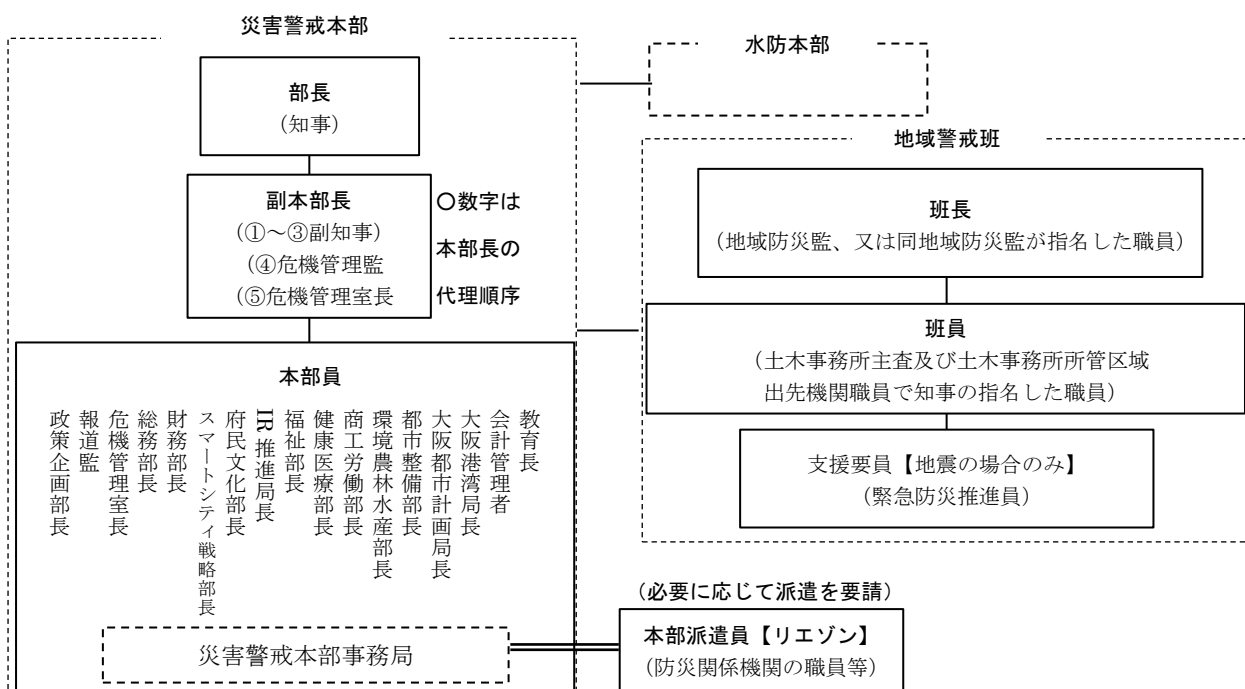 災害警戒本部
部長
（知事）
副本部長
（①～③副知事）
（④危機管理監
（⑤危機管理室長
〇数字は
本部長の
代理順序
本部員
政策企画部長
報道監
危機管理室長
総務部長
財務部長
スマートシティ戦略部長
府民文化部長
IR推進局長
福祉部長
健康医療部長
商工労働部長
環境農林水産部長
都市整備部長
大阪都市計画局長
大阪港湾局長
会計管理者
教育長
災害警戒本部事務局
水防本部
地域警戒班
班長
（地域防災監、又は同地域防災監が指名した職員）
班員
（土木事務所主査及び土木事務所所管区域
出先機関職員で知事の指名した職員）
支援要員【地震の場合のみ】
（緊急防災推進員）
（必要に応じて派遣を要請）
本部派遣員【リエゾン】
（防災関係機関の職員等）